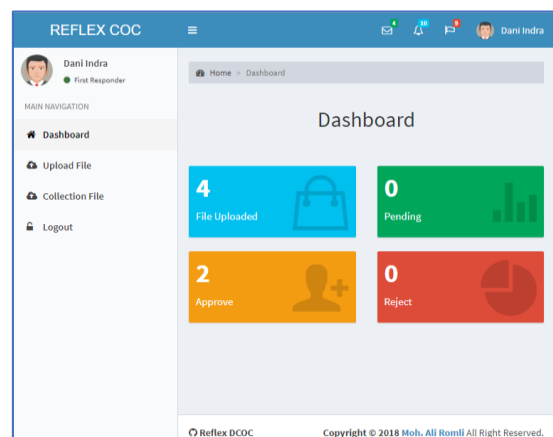 REFLEX COC
4
10
9
Dani Indra
Dani Indra
First Responder
MAIN NAVIGATION
Dashboard
Upload File
Collection File
Logout
Home > Dashboard
Dashboard
4
File Uploaded
0
Pending
2
Approve
0
Reject
Reflex DCOC
Copyright © 2018 Moh. Ali Romli All Right Reserved.